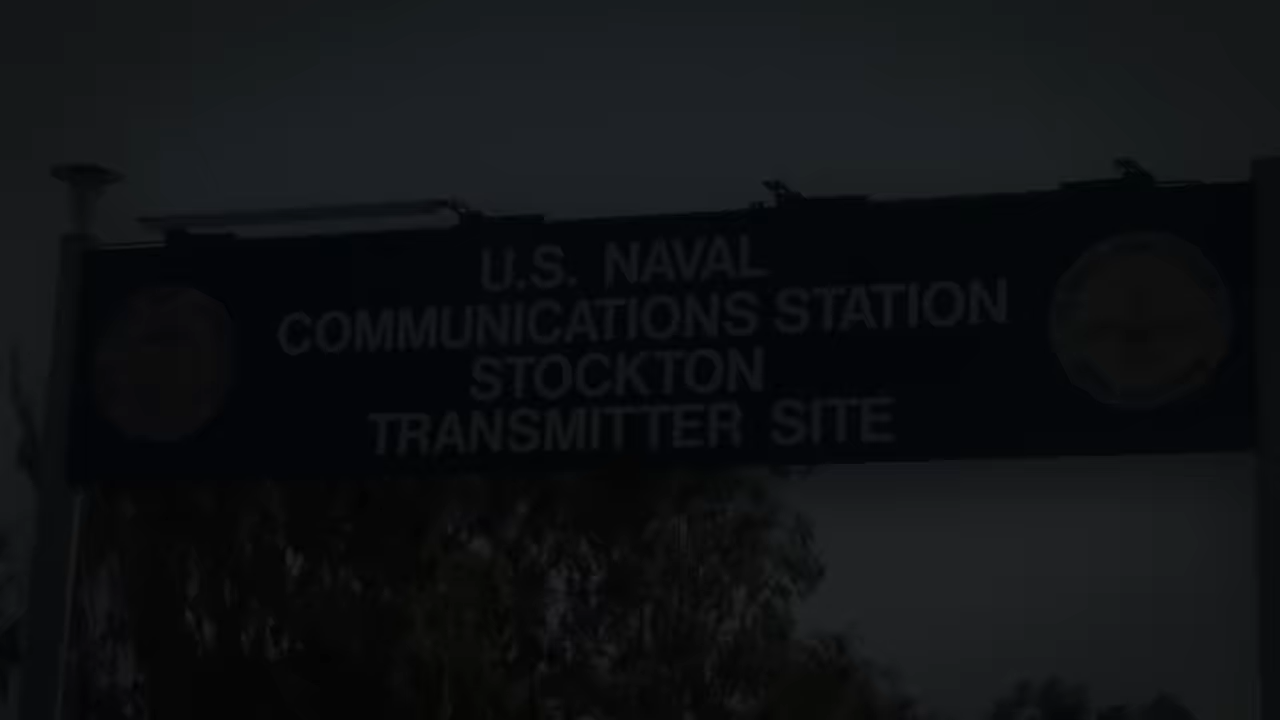 U.S. NAVAL
COMMUNICATIONS STATION
STOCKTON
TRANSMITTER SITE